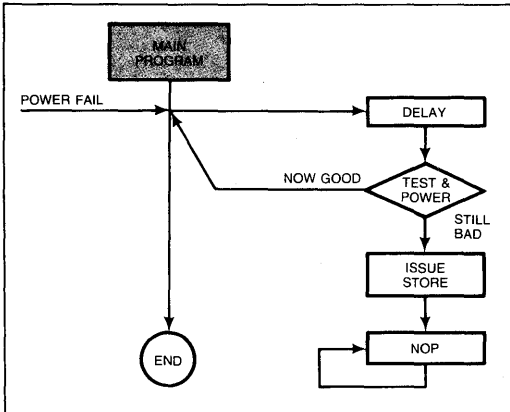 MAIN
PROGRAM
POWER FAIL
DELAY
NOW GOOD
TEST &
POWER
STILL
BAD
ISSUE
STORE
END
NOP